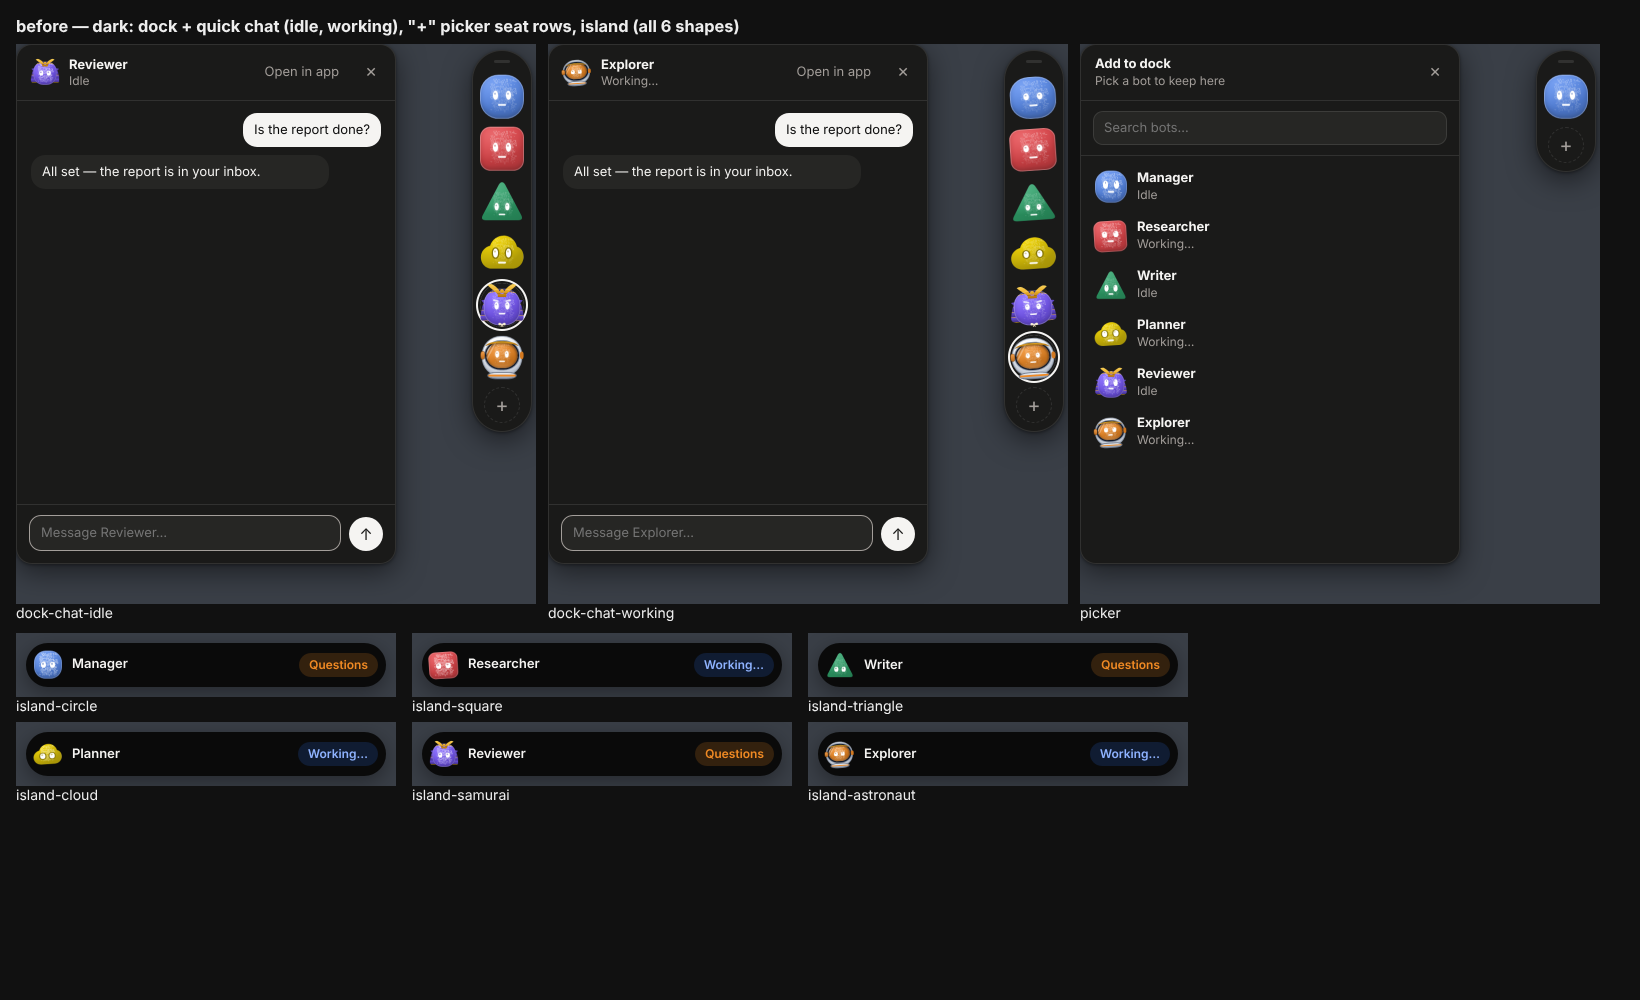 before — dark: dock + quick chat (idle, working), "+" picker seat rows, island (all 6 shapes)
Reviewer
Idle
Open in app
×
Is the report done?
All set — the report is in your inbox.
+
Message Reviewer...
↑
dock-chat-idle
Explorer
Working...
Open in app
×
Is the report done?
All set — the report is in your inbox.
+
Message Explorer...
↑
dock-chat-working
Add to dock
Pick a bot to keep here
×
Search bots...
+
Manager
Idle
Researcher
Working...
Writer
Idle
Planner
Working...
Reviewer
Idle
Explorer
Working...
picker
Manager
Questions
island-circle
Researcher
Working...
island-square
Writer
Questions
island-triangle
Planner
Working...
island-cloud
Reviewer
Questions
island-samurai
Explorer
Working...
island-astronaut